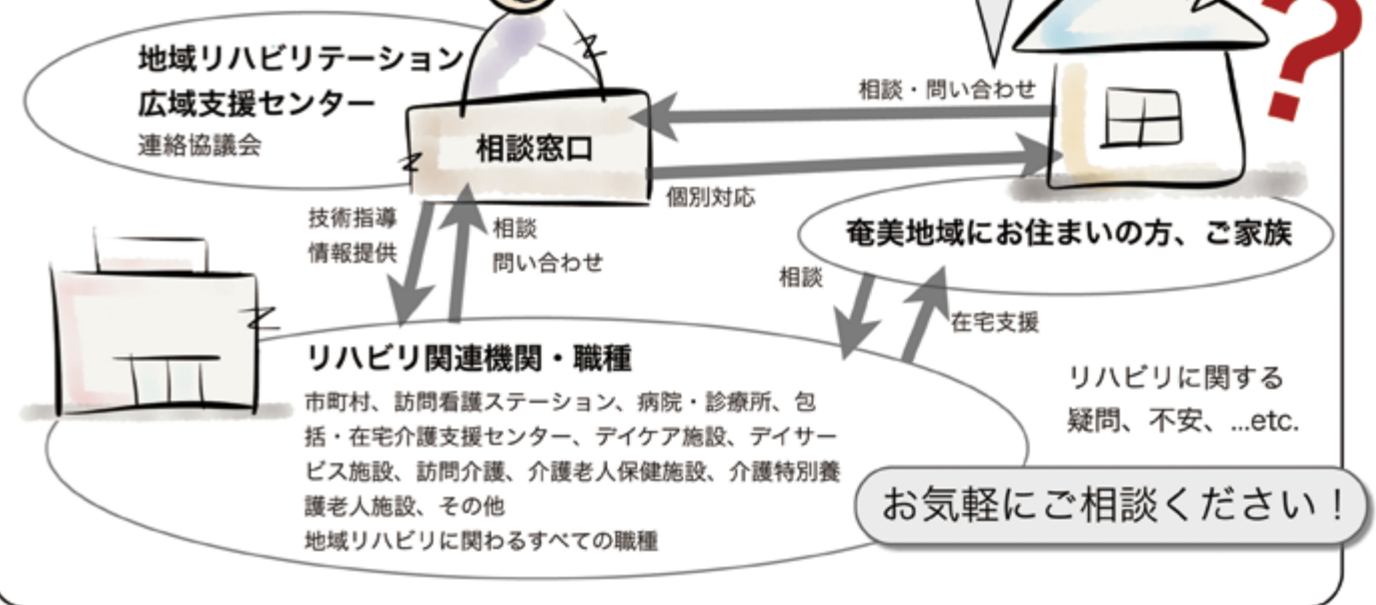 地域リハビリテーション
広域支援センター
連絡協議会
相談窓口
相談・問い合わせ
個別対応
?
技術指導
情報提供
相談
問い合わせ
奄美地域にお住まいの方、ご家族
相談
在宅支援
リハビリ関連機関・職種
市町村、訪問看護ステーション、病院・診療所、包
括・在宅介護支援センター、デイケア施設、デイサー
ビス施設、訪問介護、介護老人保健施設、介護特別養
護老人施設、その他
地域リハビリに関わるすべての職種
リハビリに関する
疑問、不安、...etc.
お気軽にご相談ください！